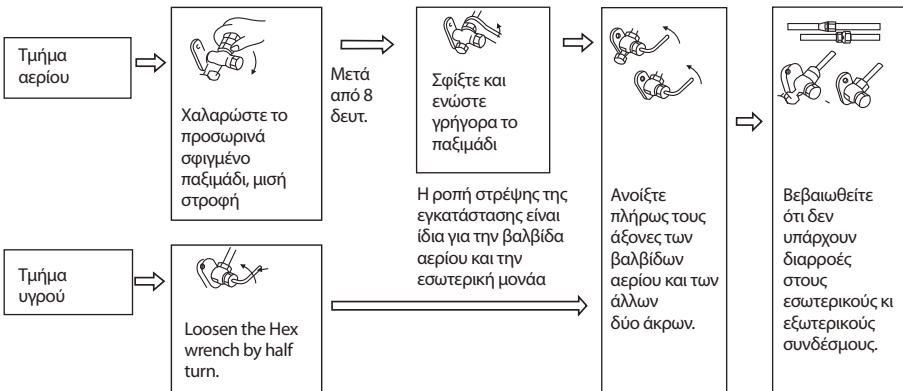 Τμήμα
αερίου
Χαλαρώστε το
προσωρινά
σφιγμένο
παξιμάδι, μισή
στροφή
Μετά
από 8
δευτ.
Σφίξτε και
ενώστε
γρήγορα το
παξιμάδι
Η ροπή στρέψης της
εγκατάστασης είναι
ίδια για την βαλβίδα
αερίου και την
εσωτερική μονάα
Τμήμα
υγρού
Loosen the Hex
wrench by half
turn.
Ανοίξτε
πλήρως τους
άξονες των
βαλβίδων
αερίου και των
άλλων
δύο άκρων.
Βεβαιωθείτε
ότι δεν
υπάρχουν
διαρροές
στους
εσωτερικούς κι
εξωτερικούς
συνδέσμους.